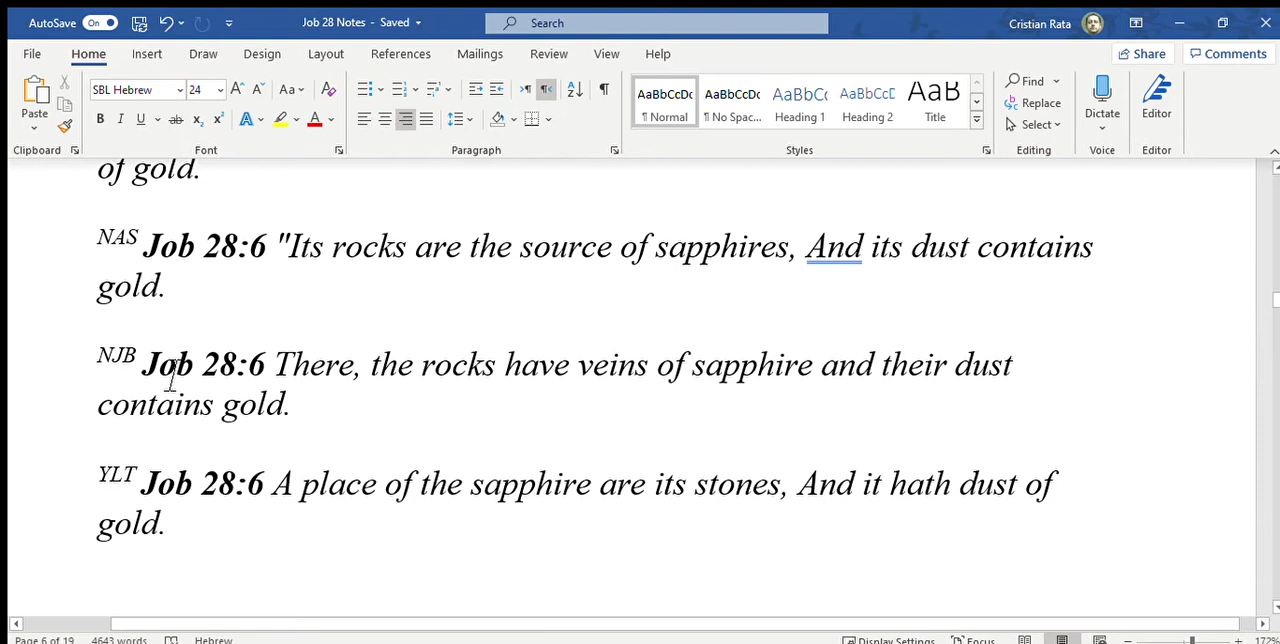 AutoSave On Job 28 Notes - Saved Search Cristian Rata
File Home Insert Draw Design Layout References Mailings Review View Help Share Comments
SBL Hebrew 24 AaBbCcDc AaBbCcDc AaBbCc AaBbCcD AaB Find
Paste ¶ Normal ¶ No Spac... Heading 1 Heading 2 Title Replace Dictate Editor
Select
Clipboard Font Paragraph Styles Editing Voice Editor
of gold.
NAS Job 28:6 "Its rocks are the source of sapphires, And its dust contains
gold.
NJB Job 28:6 There, the rocks have veins of sapphire and their dust
contains gold.
YLT Job 28:6 A place of the sapphire are its stones, And it hath dust of
gold.
Page 6 of 19 4643 words Hebrew Display Settings Focus 172%